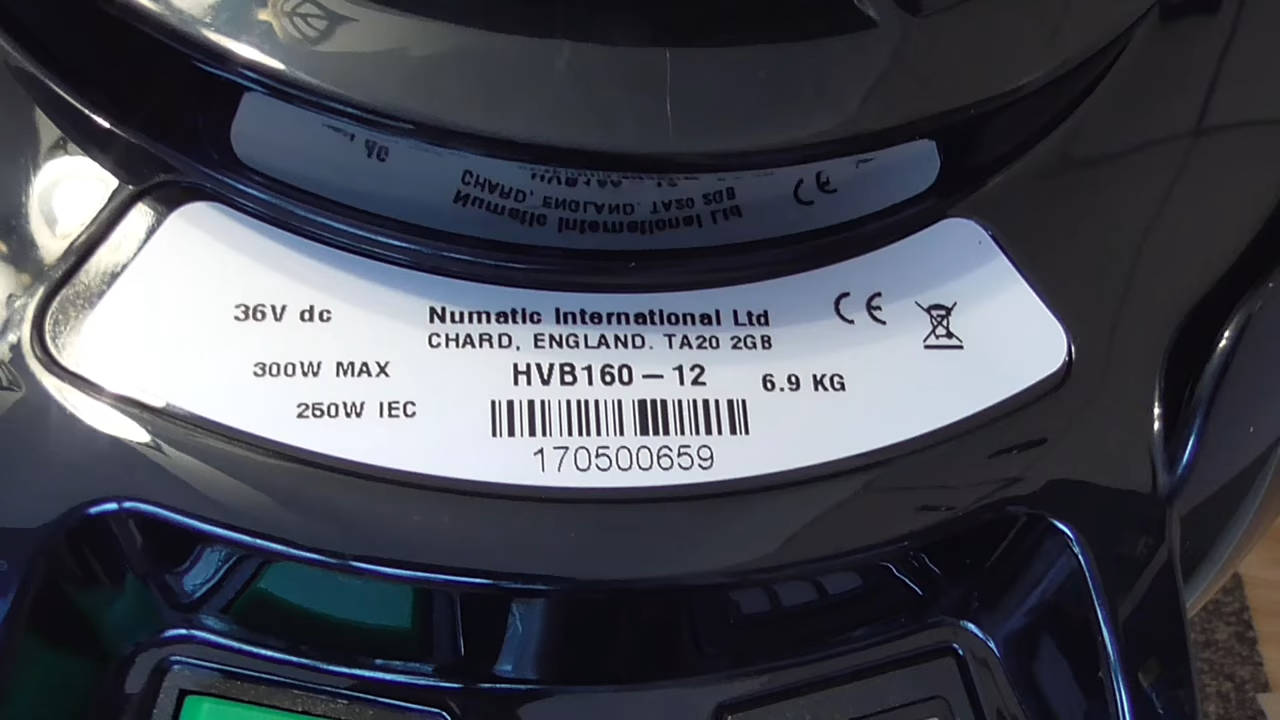 36V dc
300W MAX
250W IEC
Numatic International Ltd
CHARD, ENGLAND. TA20 2GB
HVB160-12
6.9 KG
170500659
CE